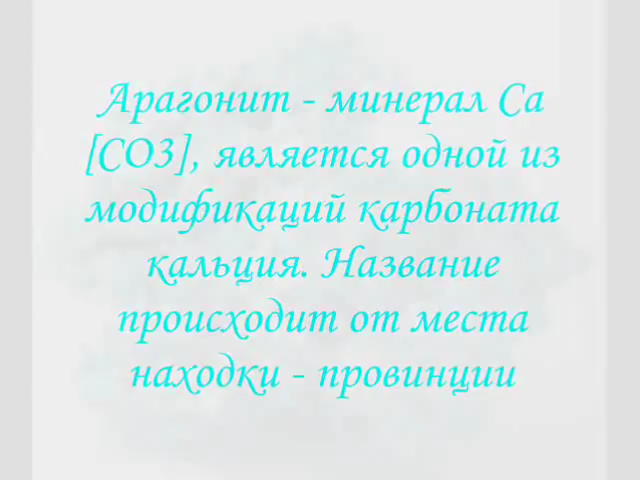 Арагонит - минерал Ca
[CO3], является одной из
модификаций карбоната
кальция. Название
происходит от места
находки - провинции